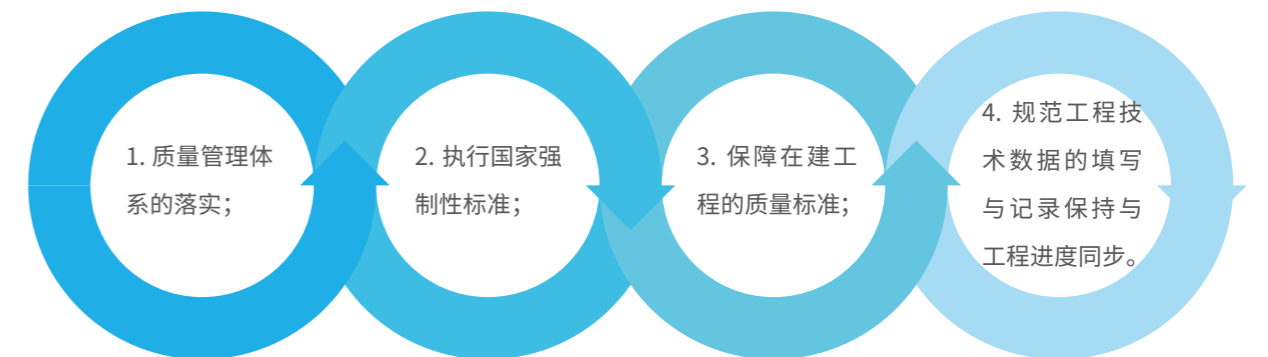 1. 质量管理体
系的落实；
2. 执行国家强
制性标准；
3. 保障在建工
程的质量标准；
4. 规范工程技
术数据的填写
与记录保持与
工程进度同步。